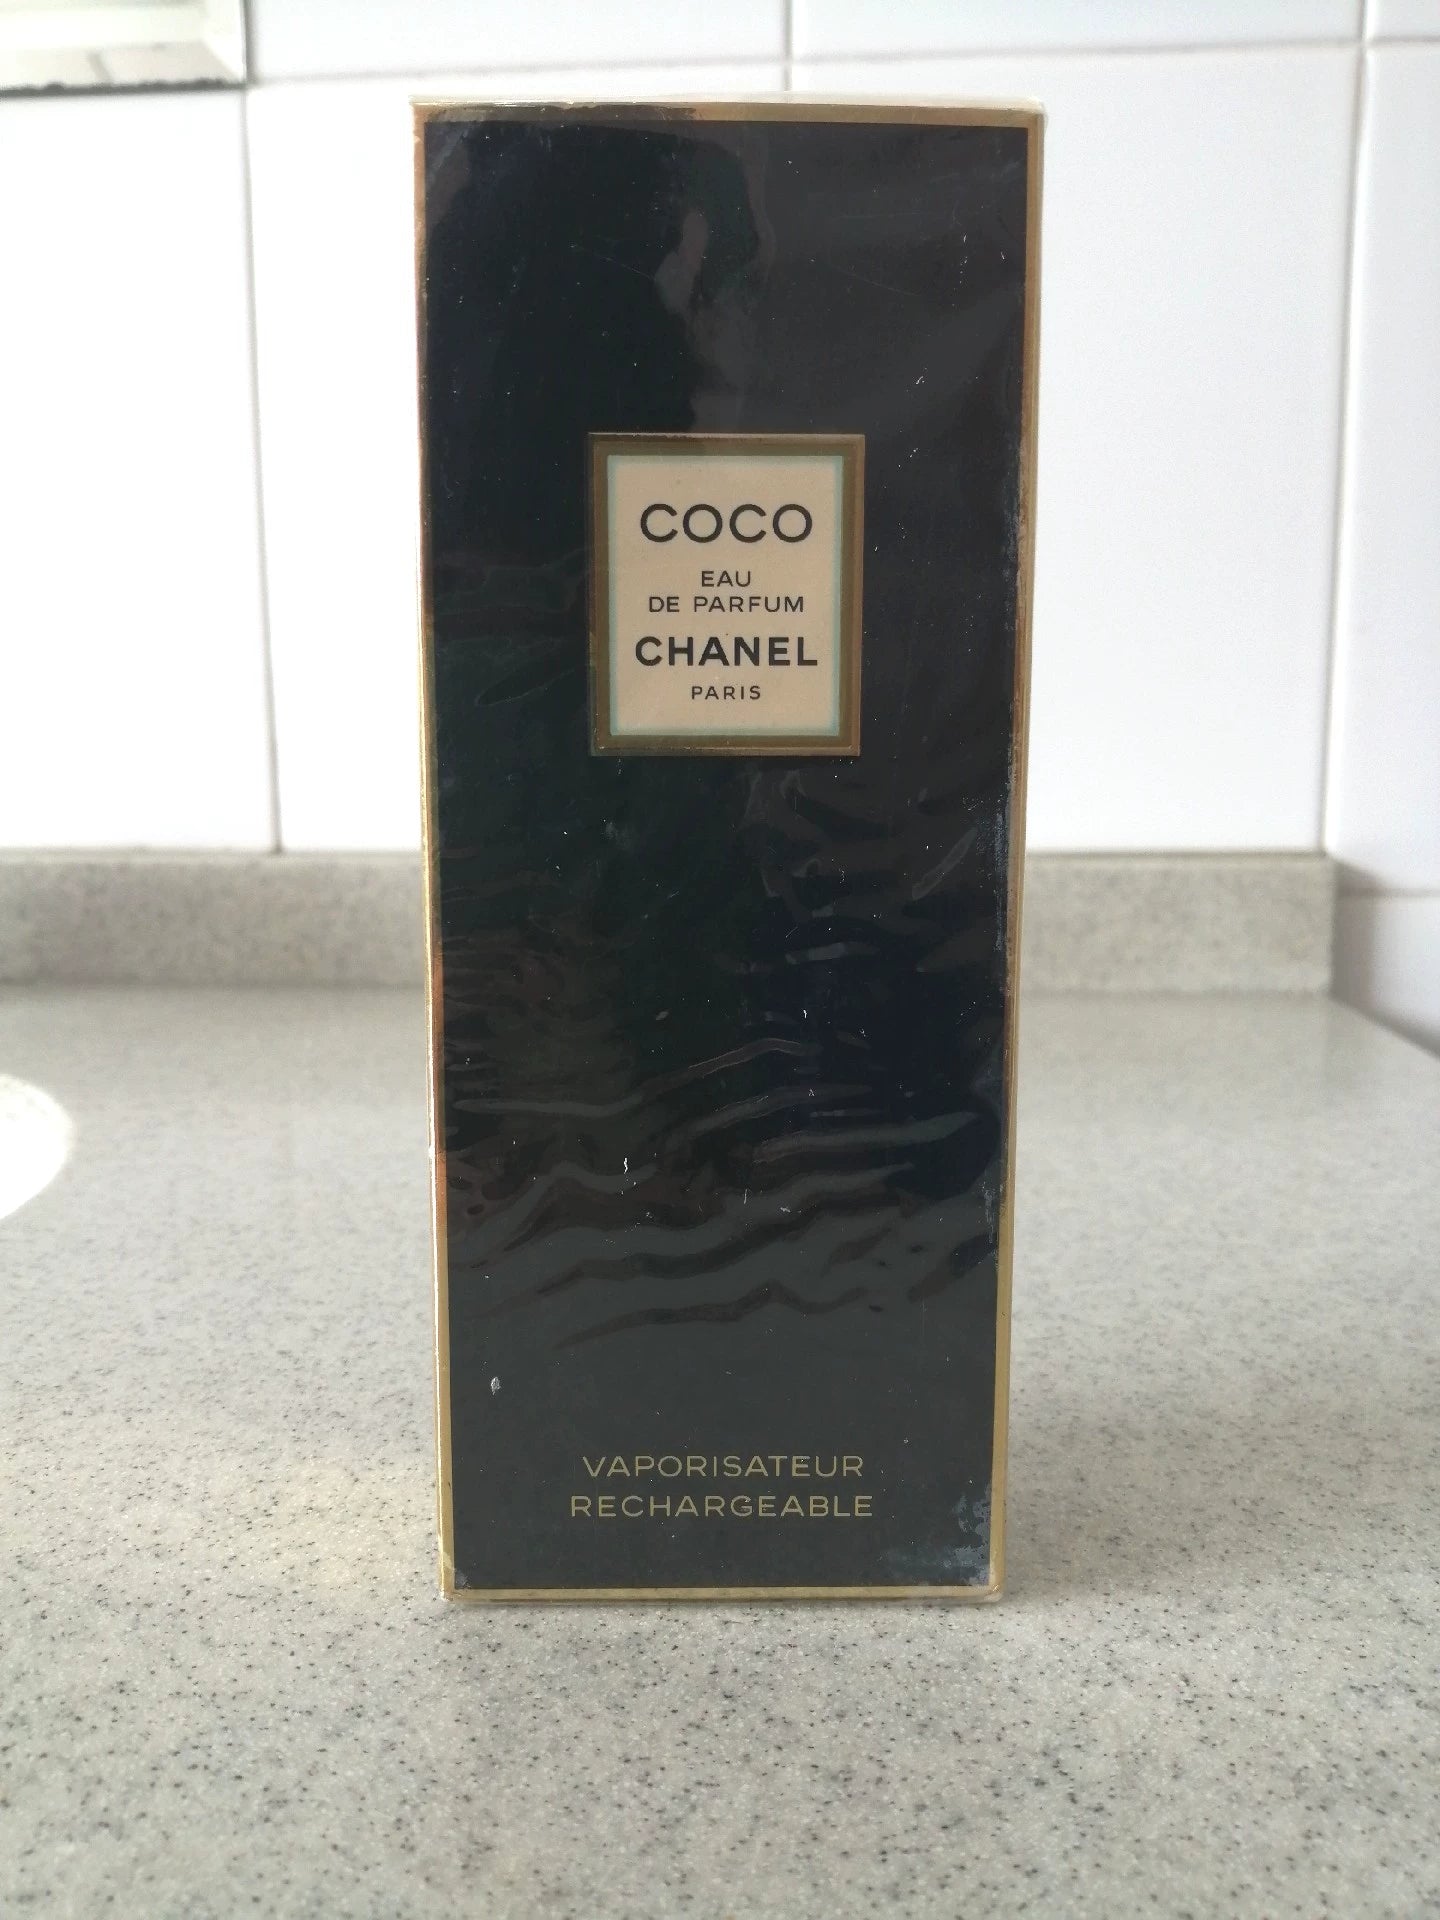 COCO
EAU
DE PARFUM
CHANEL
PARIS
VAPORISATEUR
RECHARGEABLE